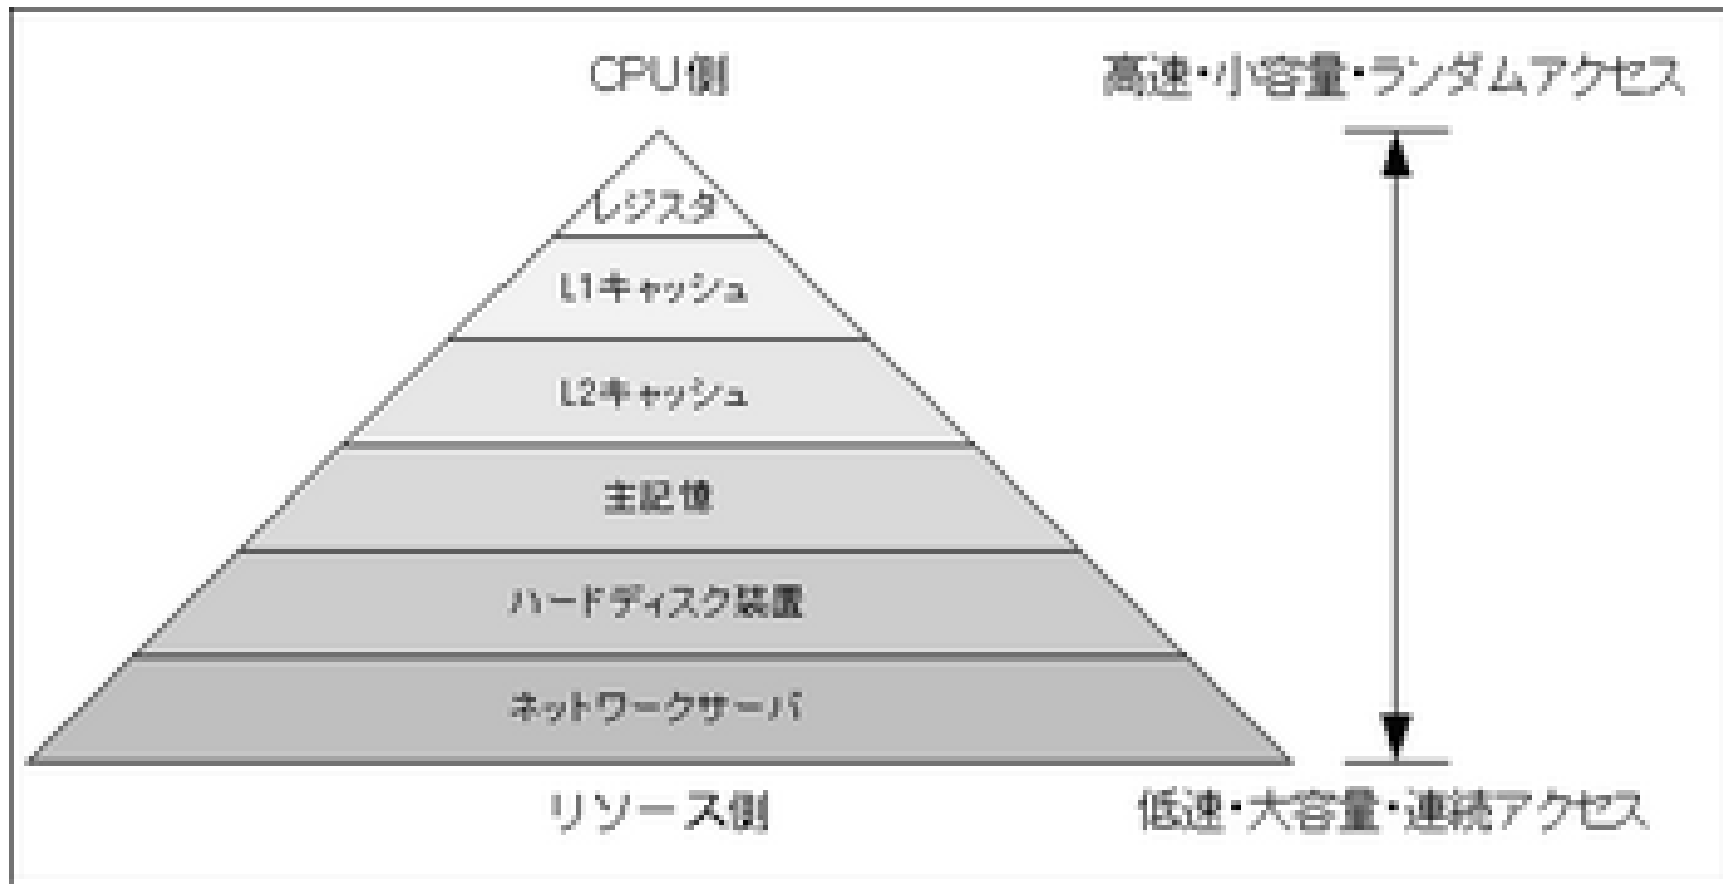 CPU側
高速・小容量・ランダムアクセス
レジスタ
L1キャッシュ
L2キャッシュ
主記憶
ハードディスク装置
ネットワークサーバ
リソース側
低速・大容量・連続アクセス